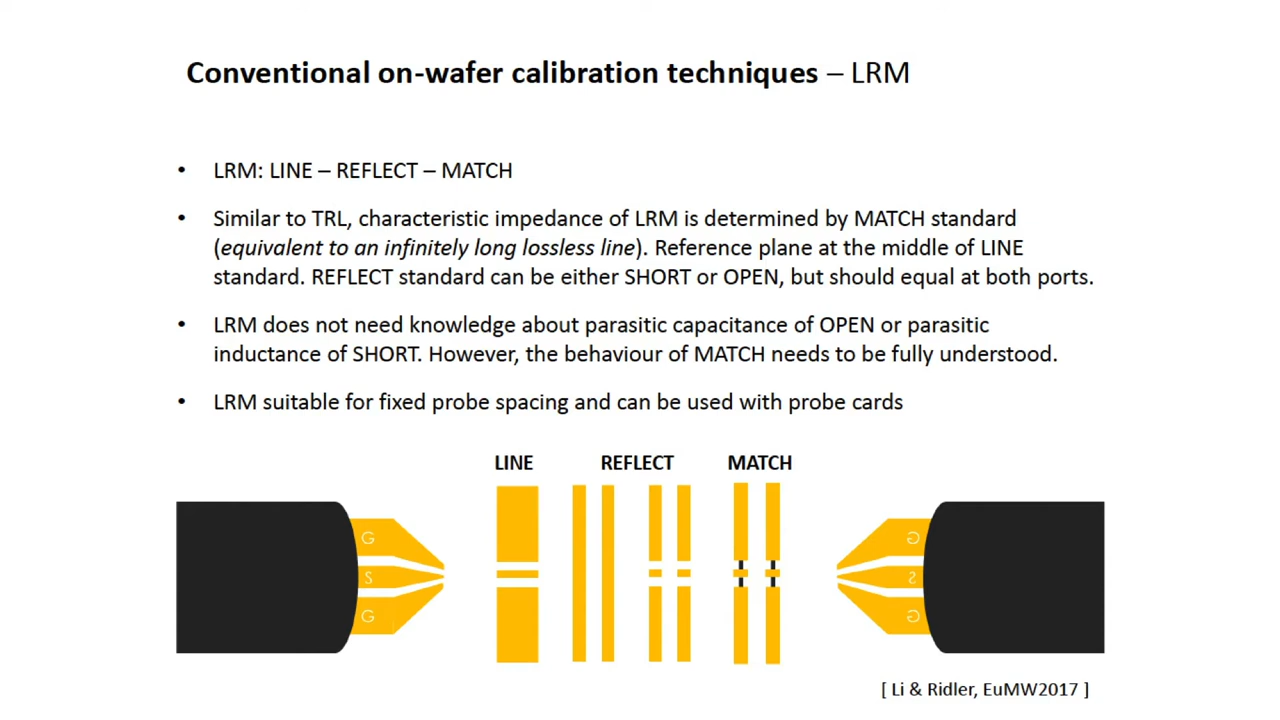 Conventional on-wafer calibration techniques – LRM
• LRM: LINE – REFLECT – MATCH
• Similar to TRL, characteristic impedance of LRM is determined by MATCH standard
(equivalent to an infinitely long lossless line). Reference plane at the middle of LINE
standard. REFLECT standard can be either SHORT or OPEN, but should equal at both ports.
• LRM does not need knowledge about parasitic capacitance of OPEN or parasitic
inductance of SHORT. However, the behaviour of MATCH needs to be fully understood.
• LRM suitable for fixed probe spacing and can be used with probe cards
LINE REFLECT MATCH
G G
S S
G G
[ Li & Ridler, EuMW2017 ]